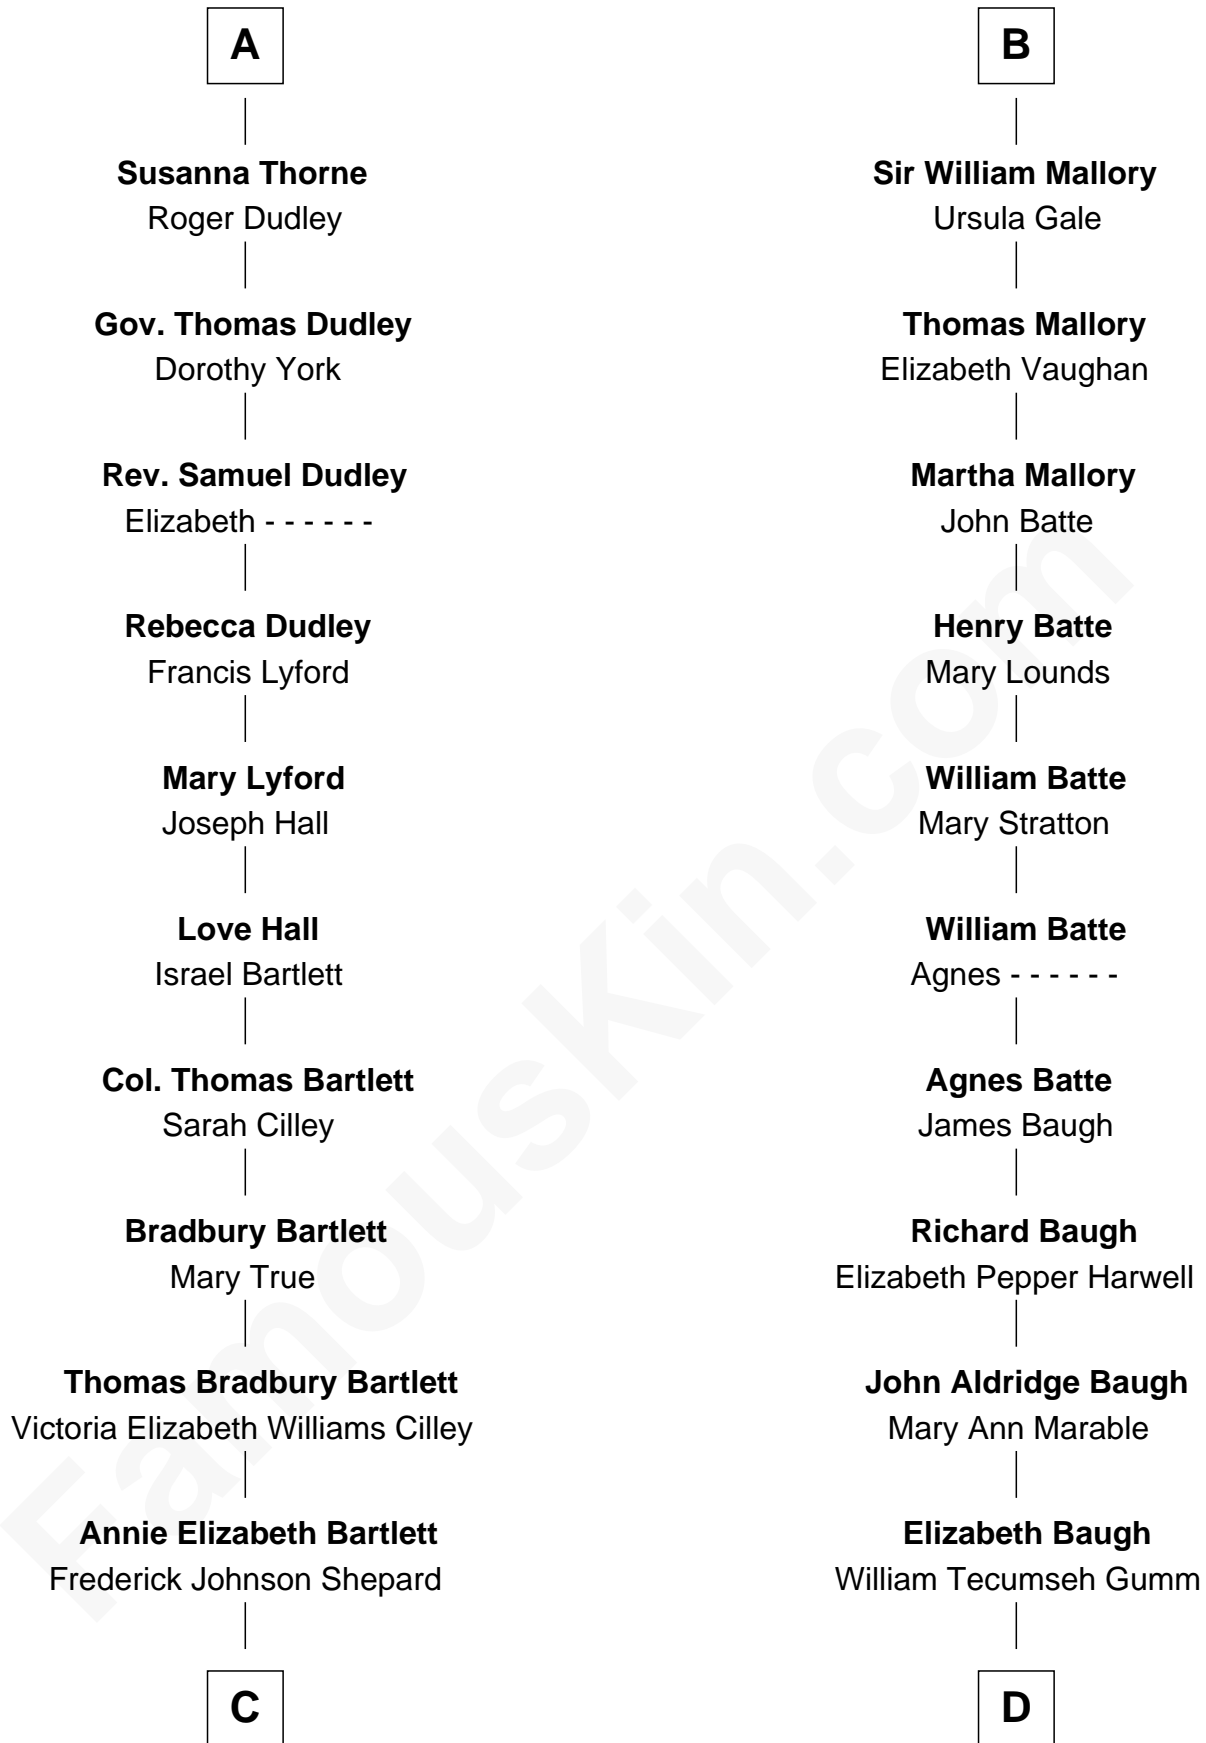 A
Susanna Thorne
Roger Dudley
Gov. Thomas Dudley
Dorothy York
Rev. Samuel Dudley
Elizabeth - - - - - -
Rebecca Dudley
Francis Lyford
Mary Lyford
Joseph Hall
Love Hall
Israel Bartlett
Col. Thomas Bartlett
Sarah Cilley
Bradbury Bartlett
Mary True
Thomas Bradbury Bartlett
Victoria Elizabeth Williams Cilley
Annie Elizabeth Bartlett
Frederick Johnson Shepard
C
B
Sir William Mallory
Ursula Gale
Thomas Mallory
Elizabeth Vaughan
Martha Mallory
John Batte
Henry Batte
Mary Lounds
William Batte
Mary Stratton
William Batte
Agnes - - - - - -
Agnes Batte
James Baugh
Richard Baugh
Elizabeth Pepper Harwell
John Aldridge Baugh
Mary Ann Marable
Elizabeth Baugh
William Tecumseh Gumm
D
FamousKin.com